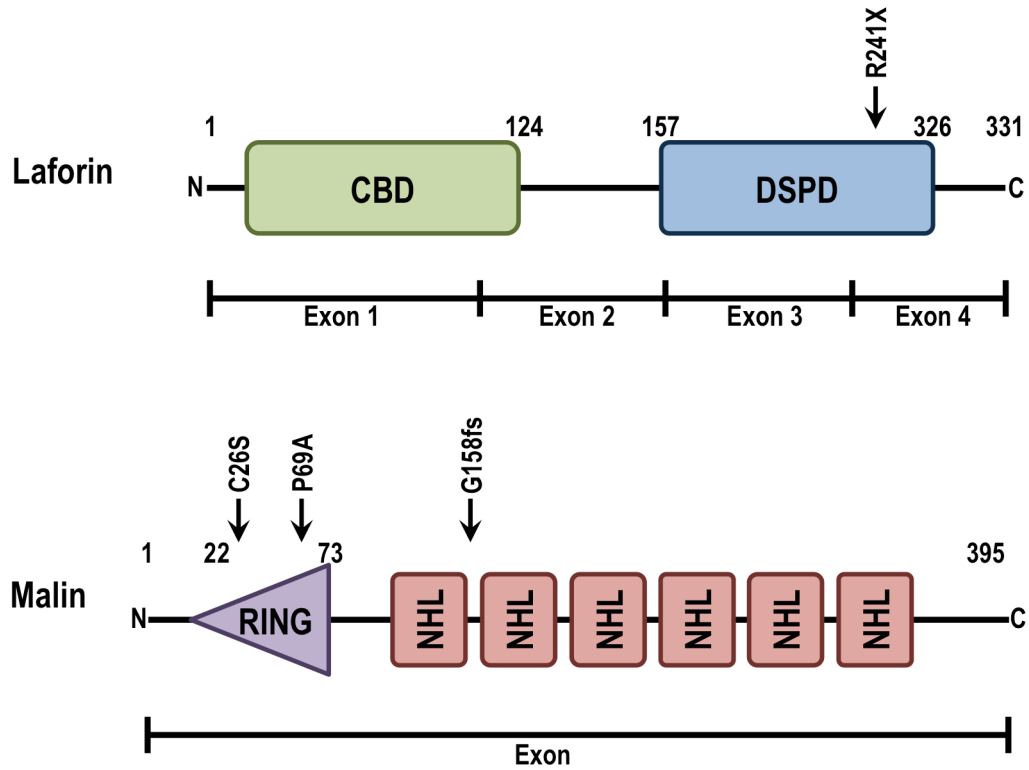 R241X
1 124 157 326 331
Laforin
N CBD DSPD C
Exon 1 Exon 2 Exon 3 Exon 4
C26S P69A G158fs
1 22 73 395
Malin
N RING NHL NHL NHL NHL NHL NHL C
Exon